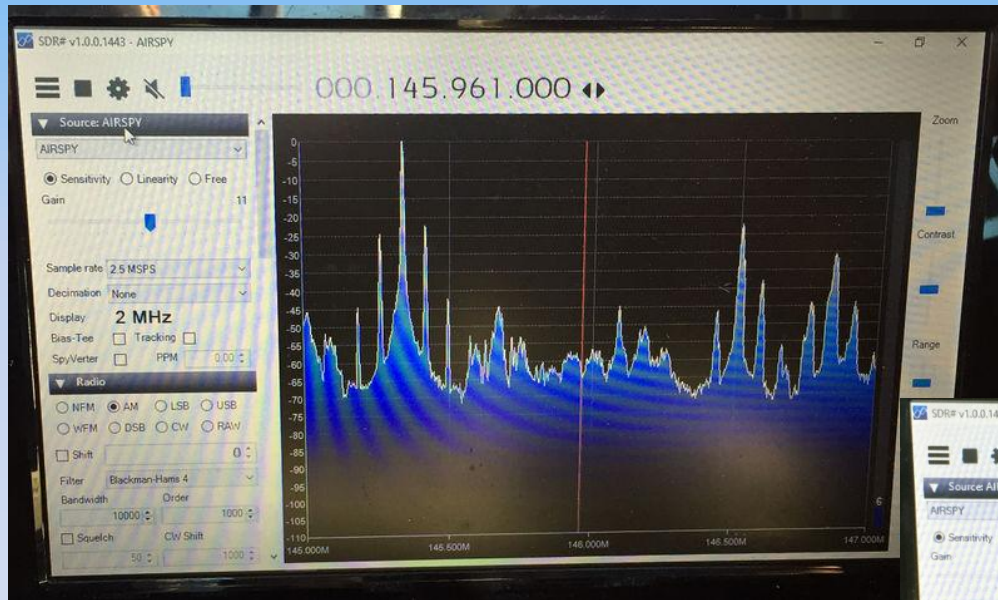 SDR# v1.0.0.1443 - AIRSPY
000.145.961.000
Source: AIRSPY
AIRSPY
Sensitivity Linearity Free
Gain 11
Sample rate 2.5 MSPS
Decimation None
Display 2 MHz
Bias-Tee Tracking
SpyVerter PPM 0.00
Radio
NFM AM LSB USB
WFM DSB CW RAW
Shift 0
Filter Blackman-Harris 4
Bandwidth Order
10000 1000
Squelch CW Shift
50 1000
0
-5
-10
-15
-20
-25
-30
-35
-40
-45
-50
-55
-60
-65
-70
-75
-80
-85
-90
-95
-100
-105
-110
145.000M 145.500M 146.000M 146.500M 147.000M
6
Zoom
Contrast
Range
SDR# v1.0.0.14
Source: AI
AIRSPY
Sensitivity
Gain